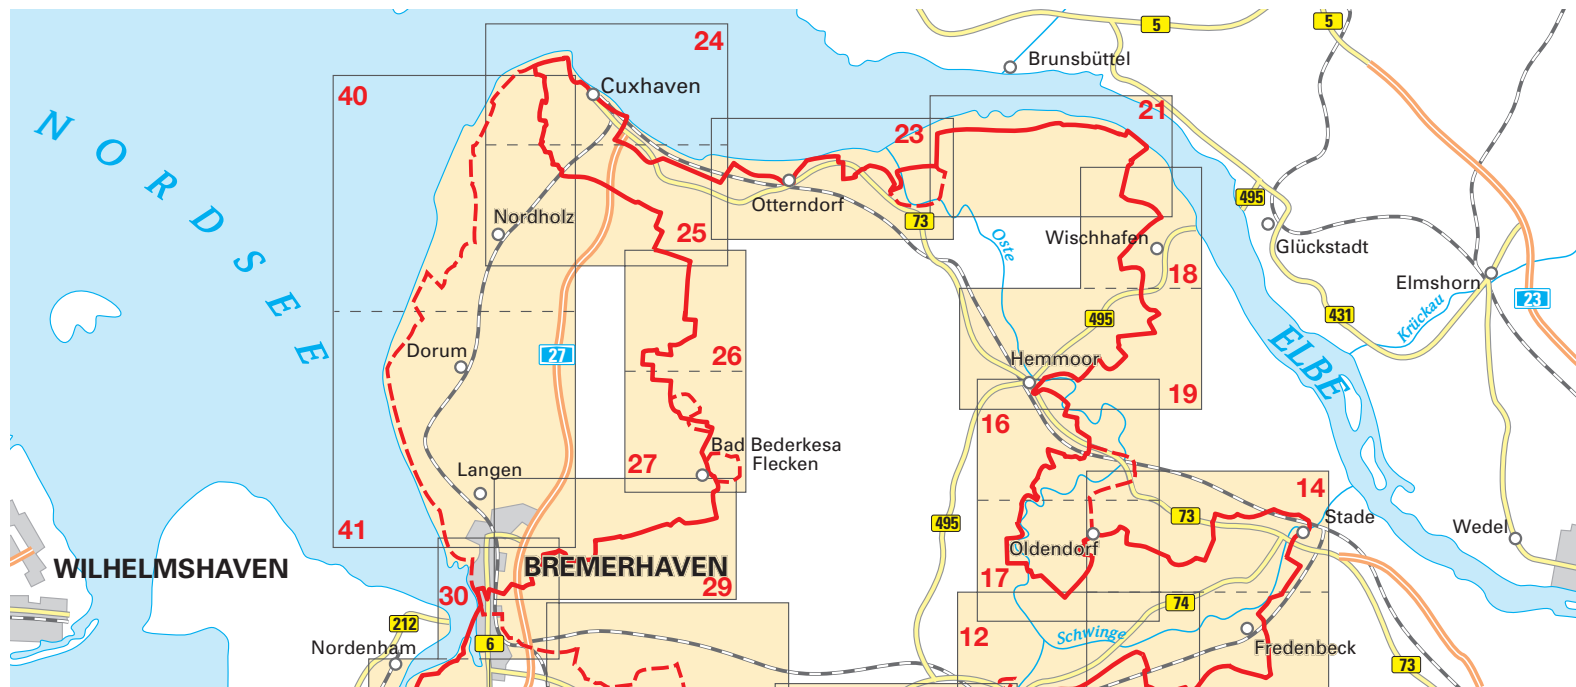 24
5
5
Brunsbüttel
40
Cuxhaven
21
23
NORDSEE
Otterndorf
73
495
Nordholz
25
Oste
Wischhafen
18
Glückstadt
Elmshorn
23
Krückau
431
495
ELBE
Dorum
27
26
Hemmoor
19
16
Bad Bederkesa
Flecken
27
Langen
14
73
Stade
495
Wedel
41
Oldendorf
WILHELMSHAVEN
BREMERHAVEN
17
29
30
74
212
12
6
Schwinge
Nordenham
Fredenbeck
73